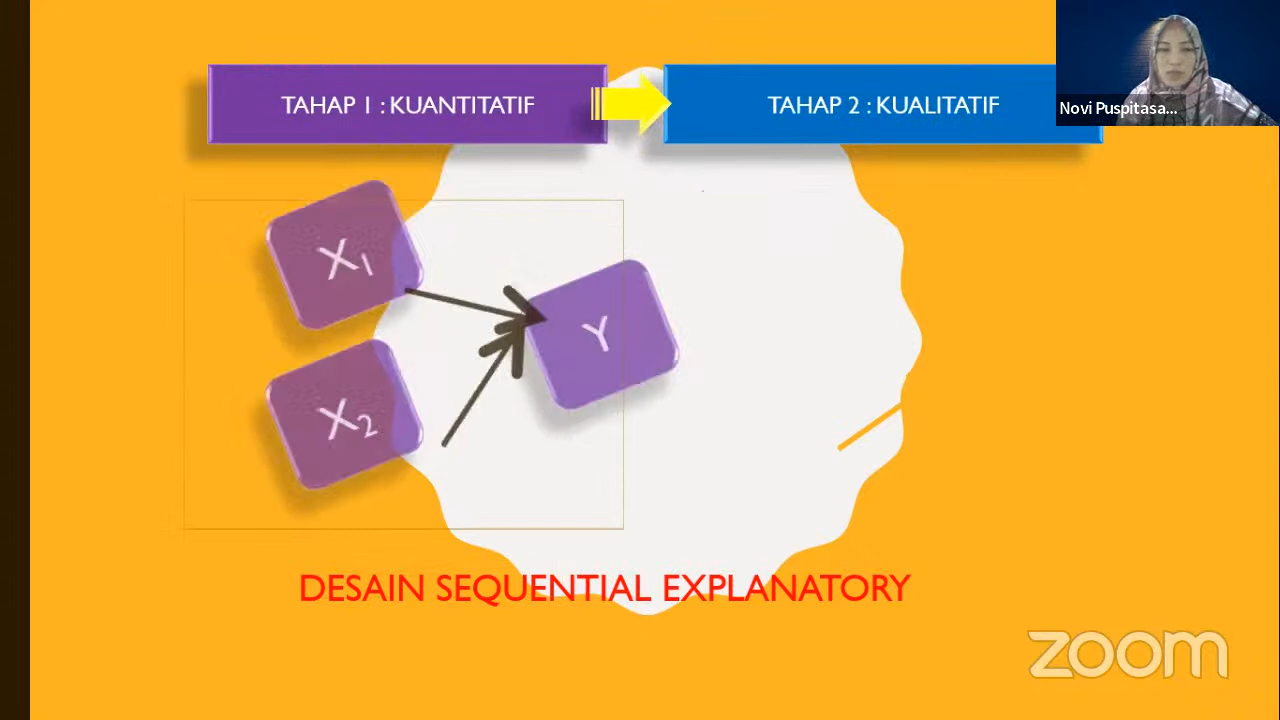 TAHAP 1 : KUANTITATIF
TAHAP 2 : KUALITATIF
Novi Puspitasa...
X1
Y
X2
DESAIN SEQUENTIAL EXPLANATORY
zoom